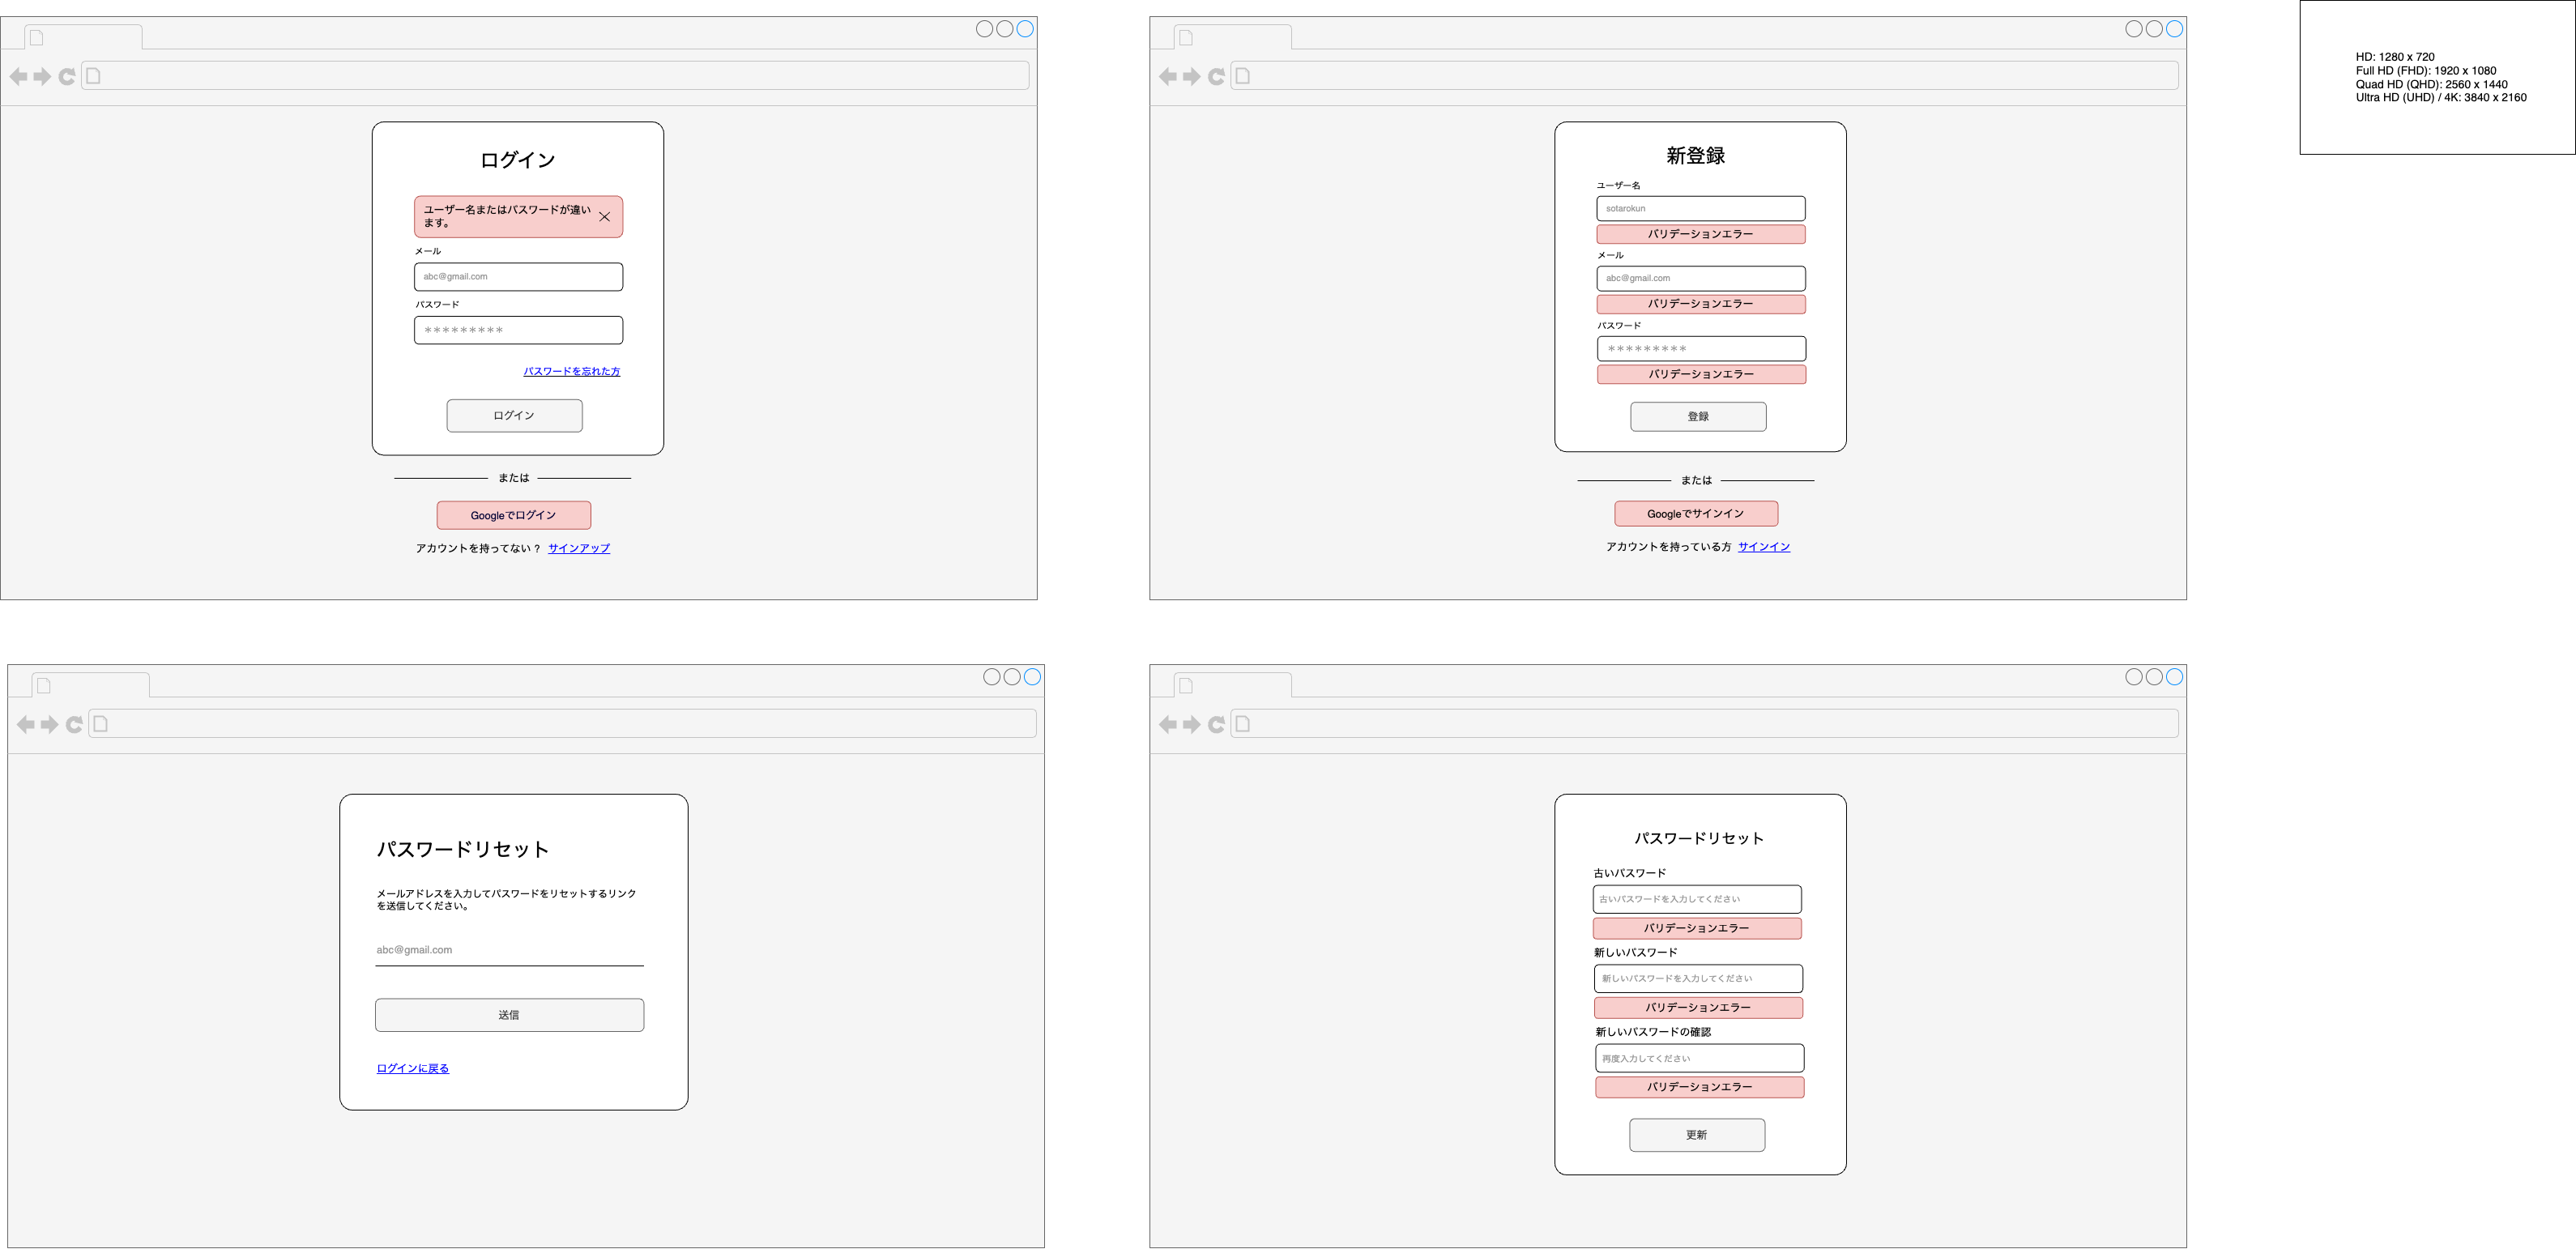 ログイン
ユーザー名またはパスワードが違い
ます。
メール
abc@gmail.com
パスワード
*********
パスワードを忘れた方
ログイン
または
Googleでログイン
アカウントを持ってない？ サインアップ
新登録
ユーザー名
sotarokun
バリデーションエラー
メール
abc@gmail.com
バリデーションエラー
パスワード
*********
バリデーションエラー
登録
または
Googleでサインイン
アカウントを持っている方 サインイン
HD: 1280 x 720
Full HD (FHD): 1920 x 1080
Quad HD (QHD): 2560 x 1440
Ultra HD (UHD) / 4K: 3840 x 2160
パスワードリセット
メールアドレスを入力してパスワードをリセットするリンク
を送信してください。
abc@gmail.com
送信
ログインに戻る
パスワードリセット
古いパスワード
古いパスワードを入力してください
バリデーションエラー
新しいパスワード
新しいパスワードを入力してください
バリデーションエラー
新しいパスワードの確認
再度入力してください
バリデーションエラー
更新